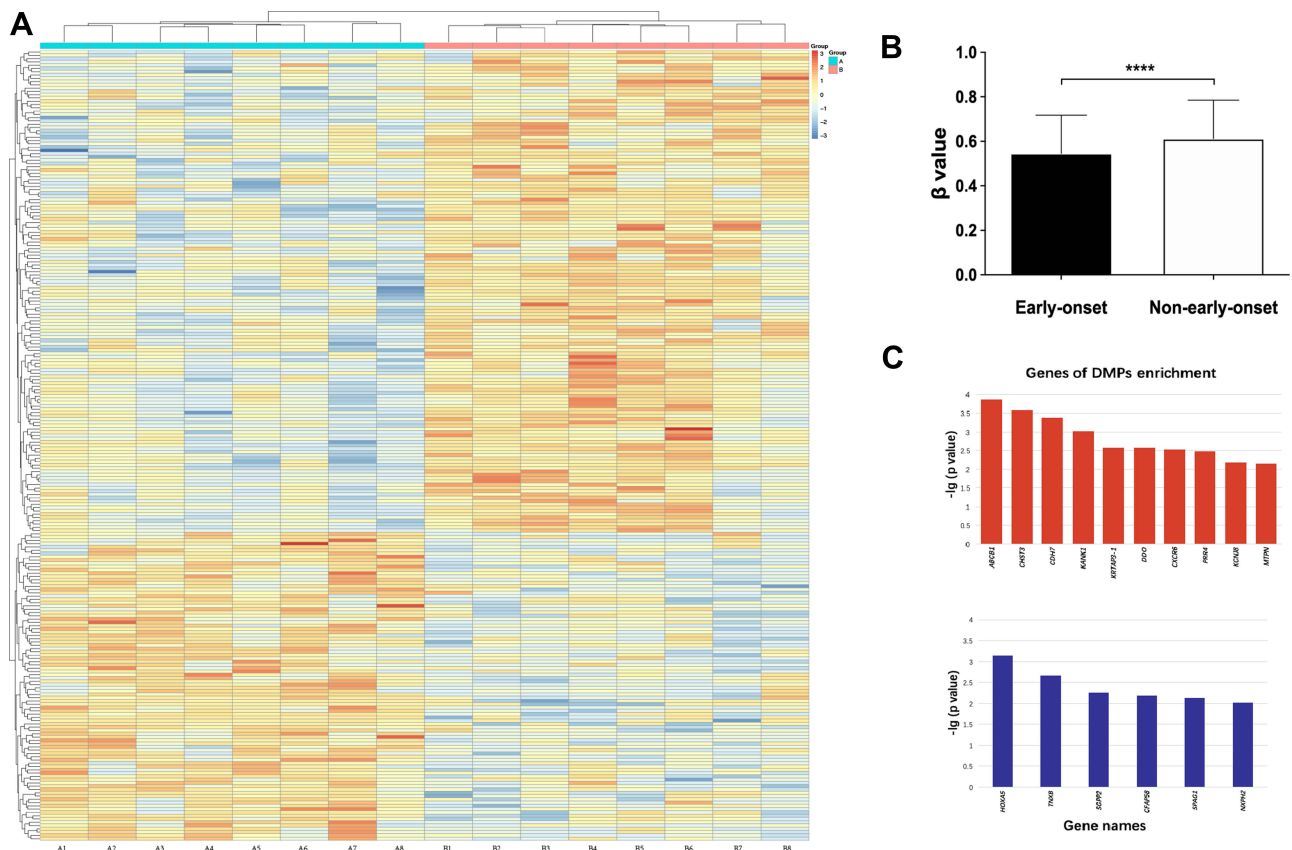 A
Group
3
2
1
0
−1
−2
−3
Group
A
B
A1 A2 A3 A4 A5 A6 A7 A8 B1 B2 B3 B4 B5 B6 B7 B8
B
1.0
0.8
0.6
0.4
0.2
0.0
β value
****
Early-onset Non-early-onset
C
Genes of DMPs enrichment
4
3.5
3
2.5
2
1.5
1
0.5
0
-lg (p value)
ABCB1 CHST3 CDH7 KANK1 KRTAP3-1 DDO CXCR6 PRR4 KCNJ8 MTPN
4
3.5
3
2.5
2
1.5
1
0.5
0
-lg (p value)
HOXA5 TNXB SGPP2 CFAP58 SPAG1 NXPH2
Gene names